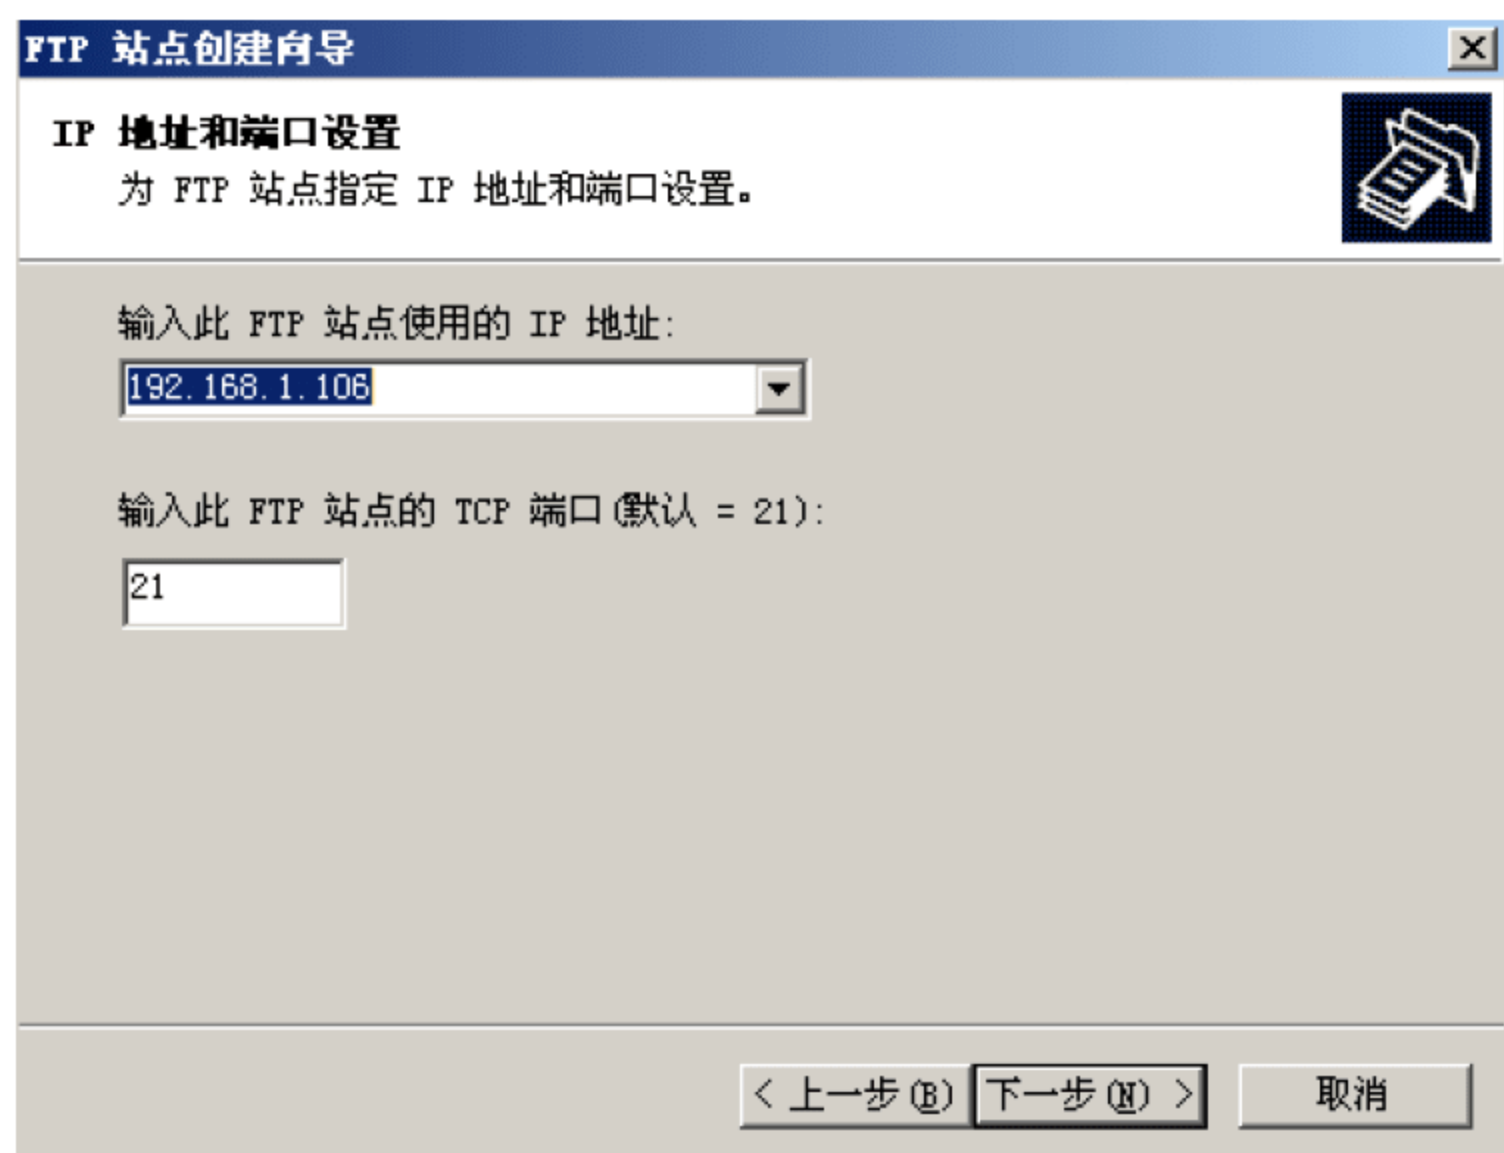 FTP 站点创建向导
IP 地址和端口设置
为 FTP 站点指定 IP 地址和端口设置。
输入此 FTP 站点使用的 IP 地址:
192.168.1.106
输入此 FTP 站点的 TCP 端口(默认 = 21):
21
< 上一步(B) 下一步(N) > 取消